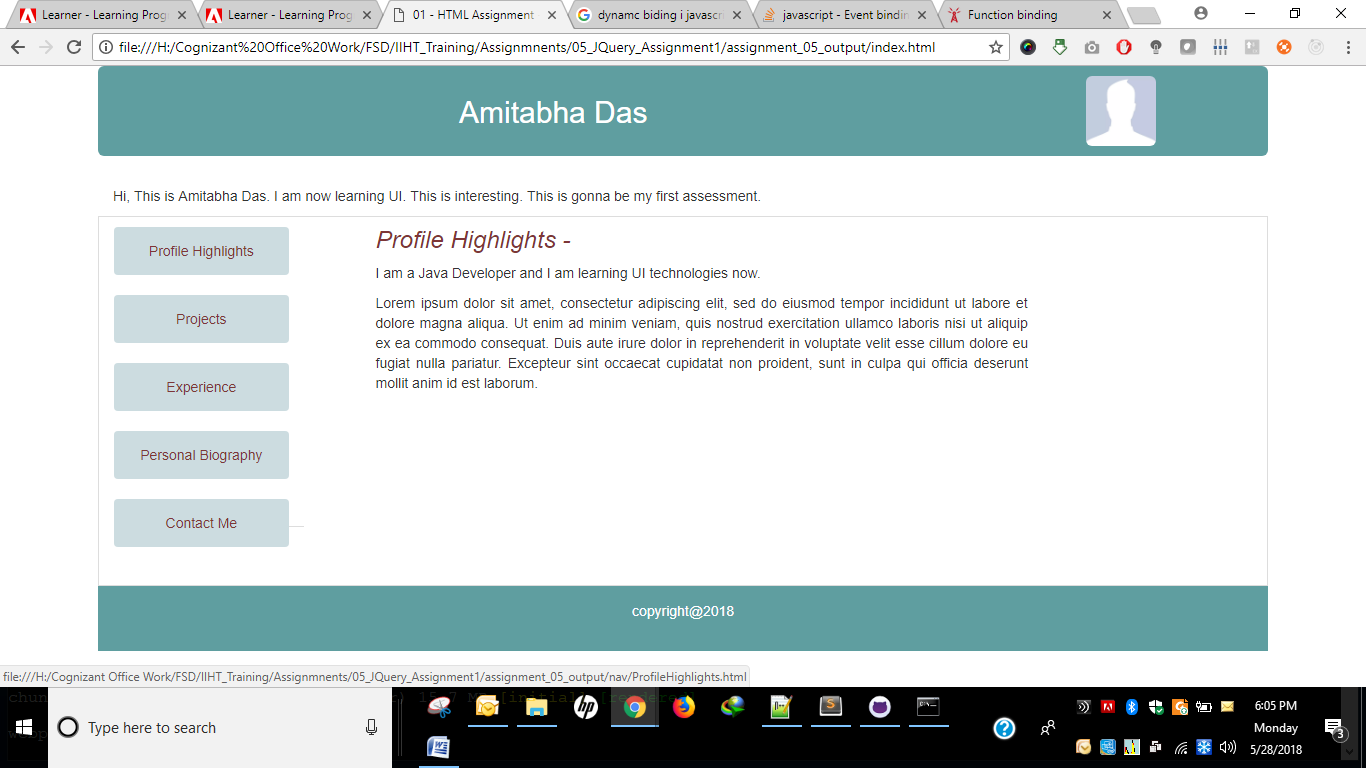 Learner - Learning Prog
Learner - Learning Prog
01 - HTML Assignment
dynamc biding i javascri
javascript - Event bindin
Function binding
file:///H:/Cognizant%20Office%20Work/FSD/IIHT_Training/Assignmnents/05_JQuery_Assignment1/assignment_05_output/index.html
Amitabha Das
Hi, This is Amitabha Das. I am now learning UI. This is interesting. This is gonna be my first assessment.
Profile Highlights
Projects
Experience
Personal Biography
Contact Me
Profile Highlights -
I am a Java Developer and I am learning UI technologies now.
Lorem ipsum dolor sit amet, consectetur adipiscing elit, sed do eiusmod tempor incididunt ut labore et
dolore magna aliqua. Ut enim ad minim veniam, quis nostrud exercitation ullamco laboris nisi ut aliquip
ex ea commodo consequat. Duis aute irure dolor in reprehenderit in voluptate velit esse cillum dolore eu
fugiat nulla pariatur. Excepteur sint occaecat cupidatat non proident, sunt in culpa qui officia deserunt
mollit anim id est laborum.
copyright@2018
file:///H:/Cognizant Office Work/FSD/IIHT_Training/Assignmnents/05_JQuery_Assignment1/assignment_05_output/nav/ProfileHighlights.html
Type here to search
hp
6:05 PM
Monday
5/28/2018
3